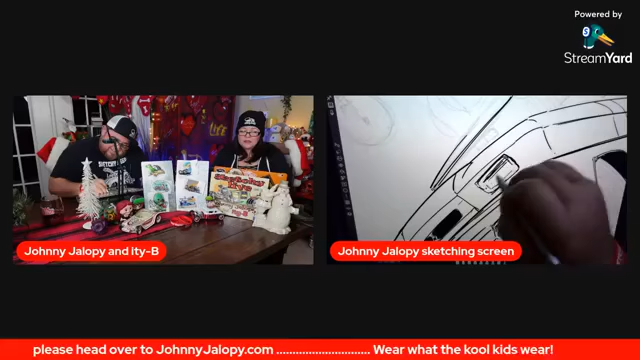 Powered by
StreamYard
Johnny Jalopy and Ity-B
Johnny Jalopy sketching screen
please head over to JohnnyJalopy.com .............................. Wear what the kool kids wear!